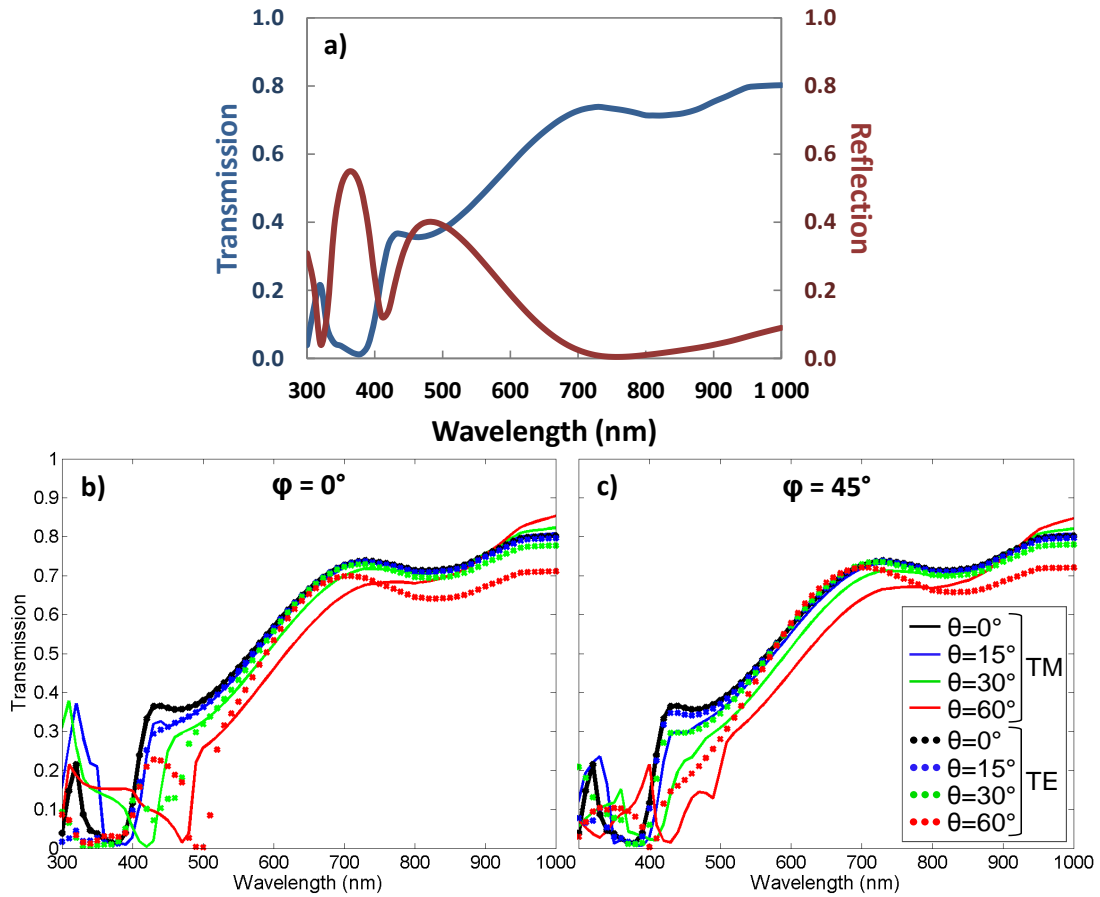 a)
1.0
0.8
0.6
0.4
0.2
0.0
Transmission
1.0
0.8
0.6
0.4
0.2
0.0
Reflection
300 400 500 600 700 800 900 1 000
Wavelength (nm)
b)
φ = 0°
1
0.9
0.8
0.7
0.6
0.5
0.4
0.3
0.2
0.1
0
Transmission
300 400 500 600 700 800 900 1000
Wavelength (nm)
c)
φ = 45°
300 400 500 600 700 800 900 1000
Wavelength (nm)
θ=0°
θ=15°
θ=30°
θ=60°
TM
θ=0°
θ=15°
θ=30°
θ=60°
TE